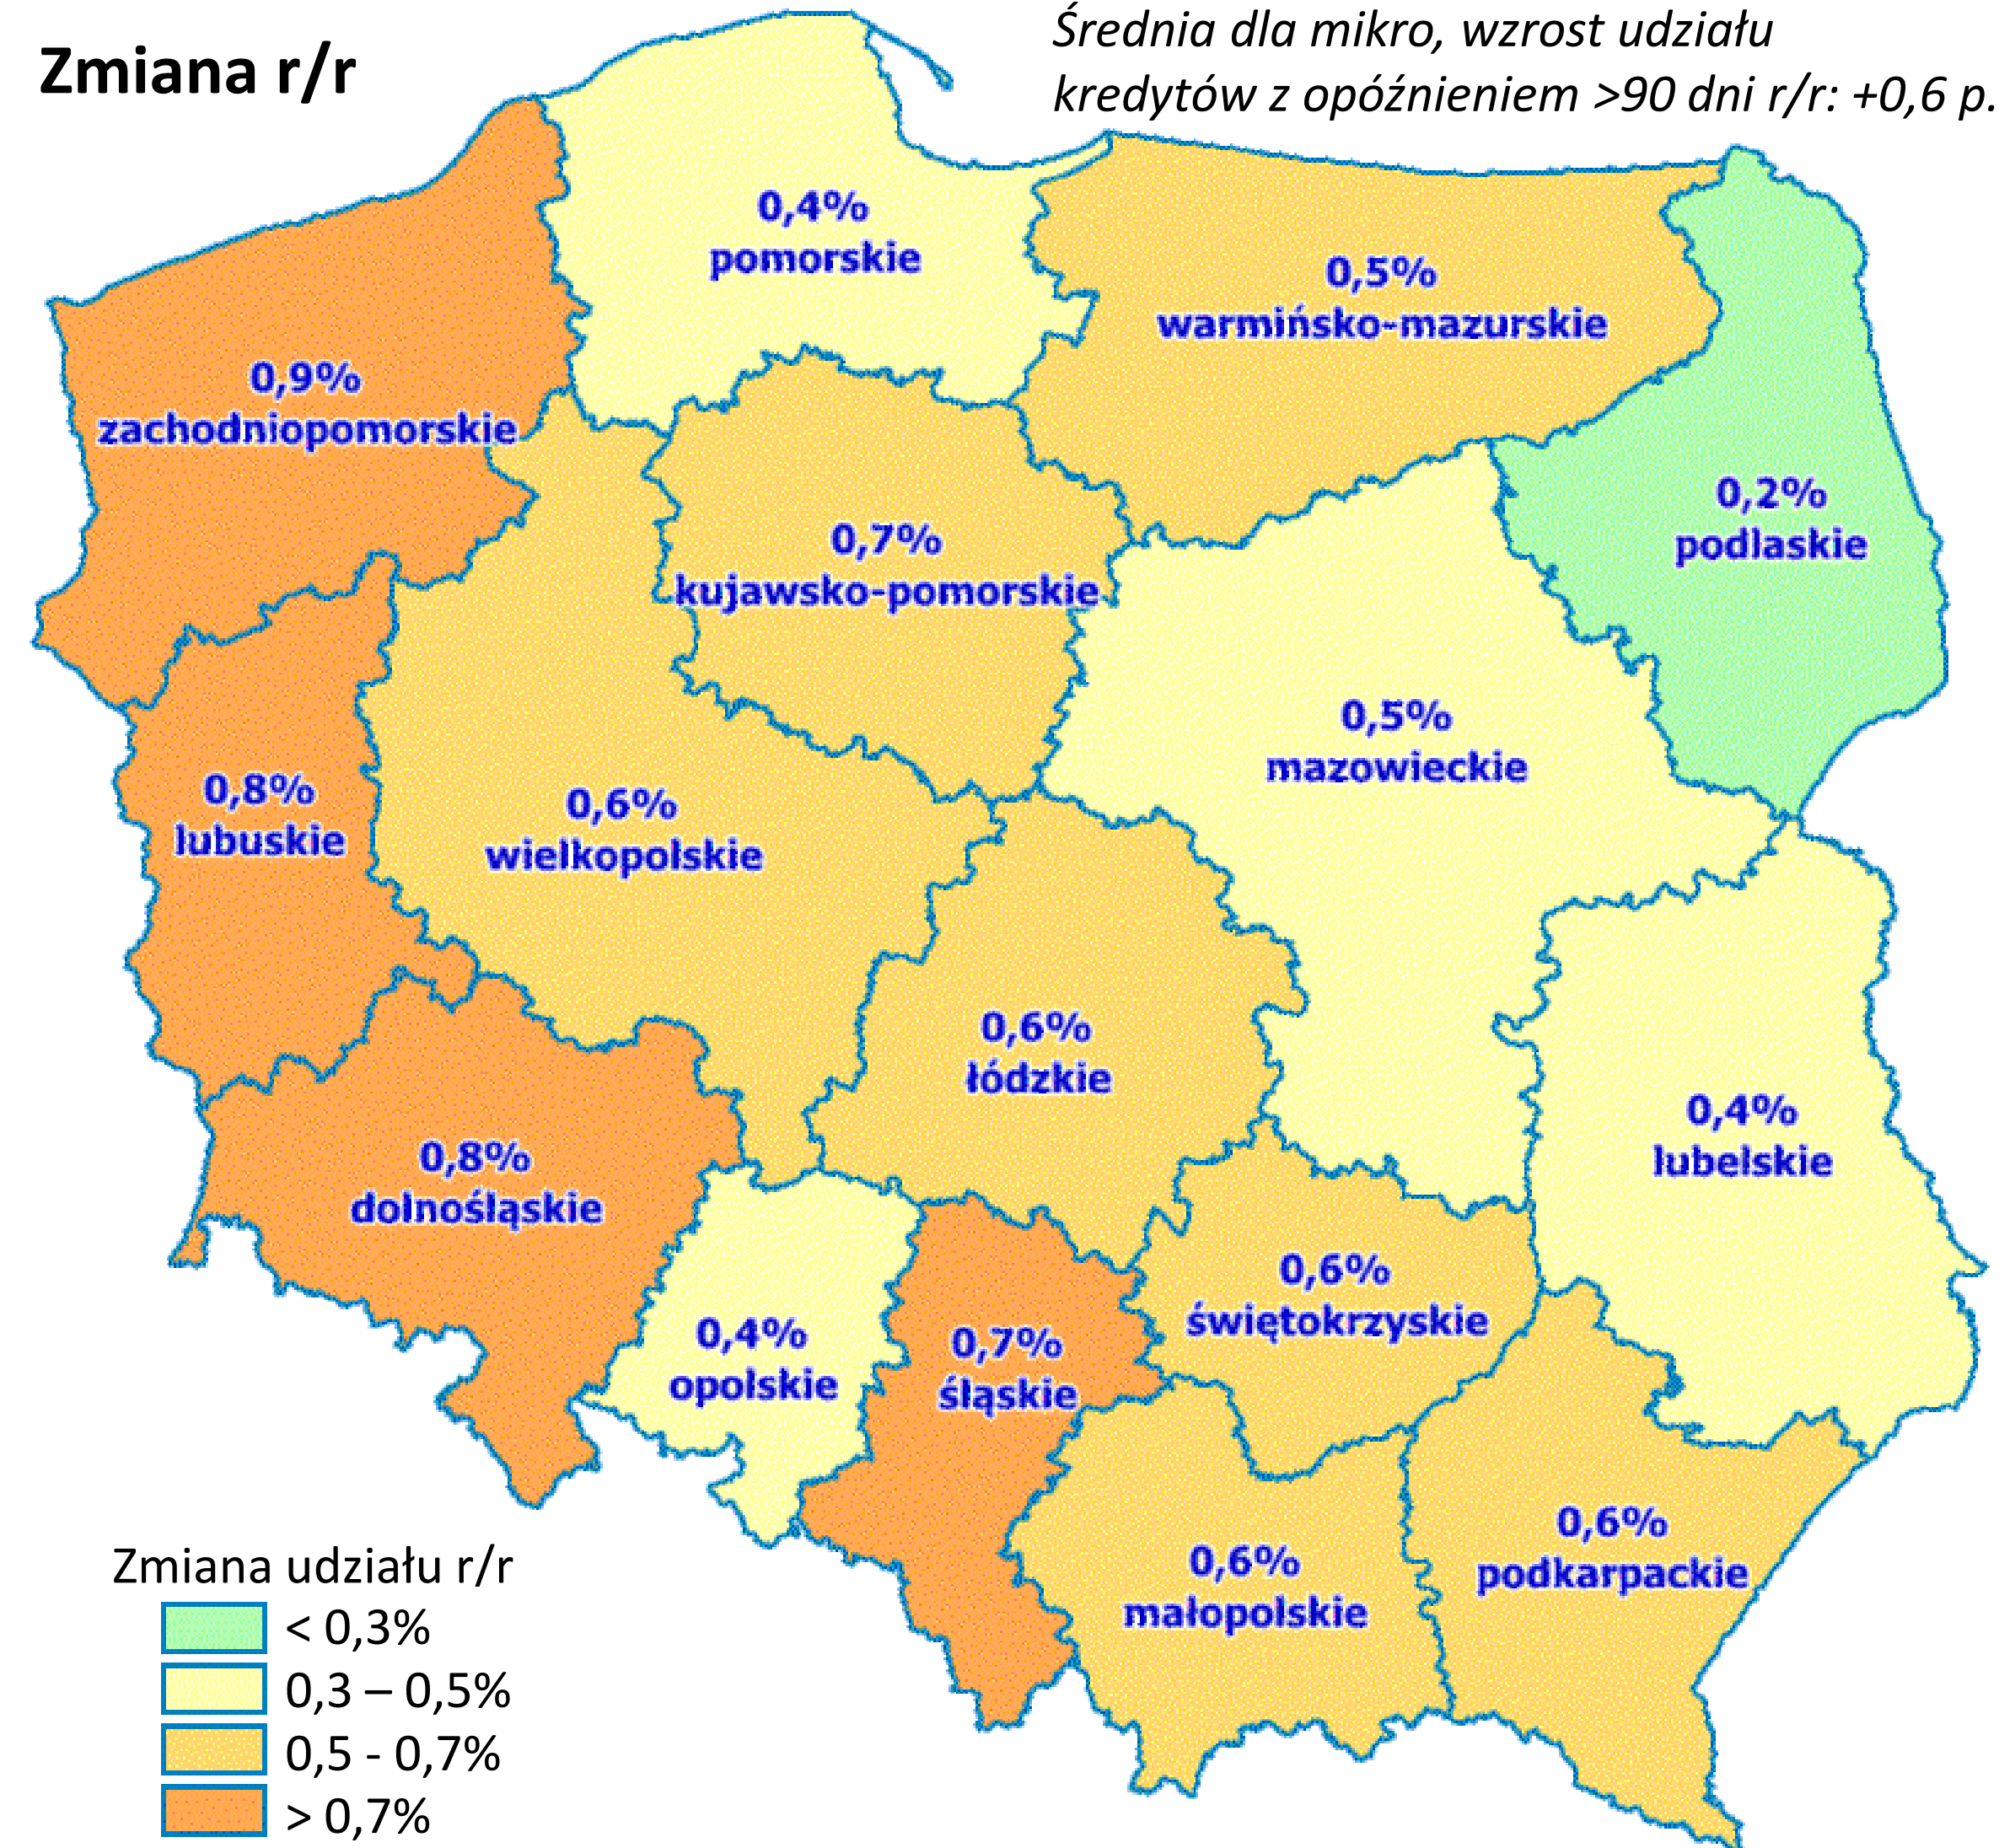 Zmiana r/r
Średnia dla mikro, wzrost udziału
kredytów z opóźnieniem >90 dni r/r: +0,6 p.
0,4%
pomorskie
0,5%
warmińsko-mazurskie
0,9%
zachodniopomorskie
0,2%
podlaskie
0,7%
kujawsko-pomorskie
0,5%
mazowieckie
0,8%
lubuskie
0,6%
wielkopolskie
0,6%
łódzkie
0,4%
lubelskie
0,8%
dolnośląskie
0,6%
świętokrzyskie
0,4%
opolskie
0,7%
śląskie
0,6%
podkarpackie
0,6%
małopolskie
Zmiana udziału r/r
< 0,3%
0,3 – 0,5%
0,5 - 0,7%
> 0,7%